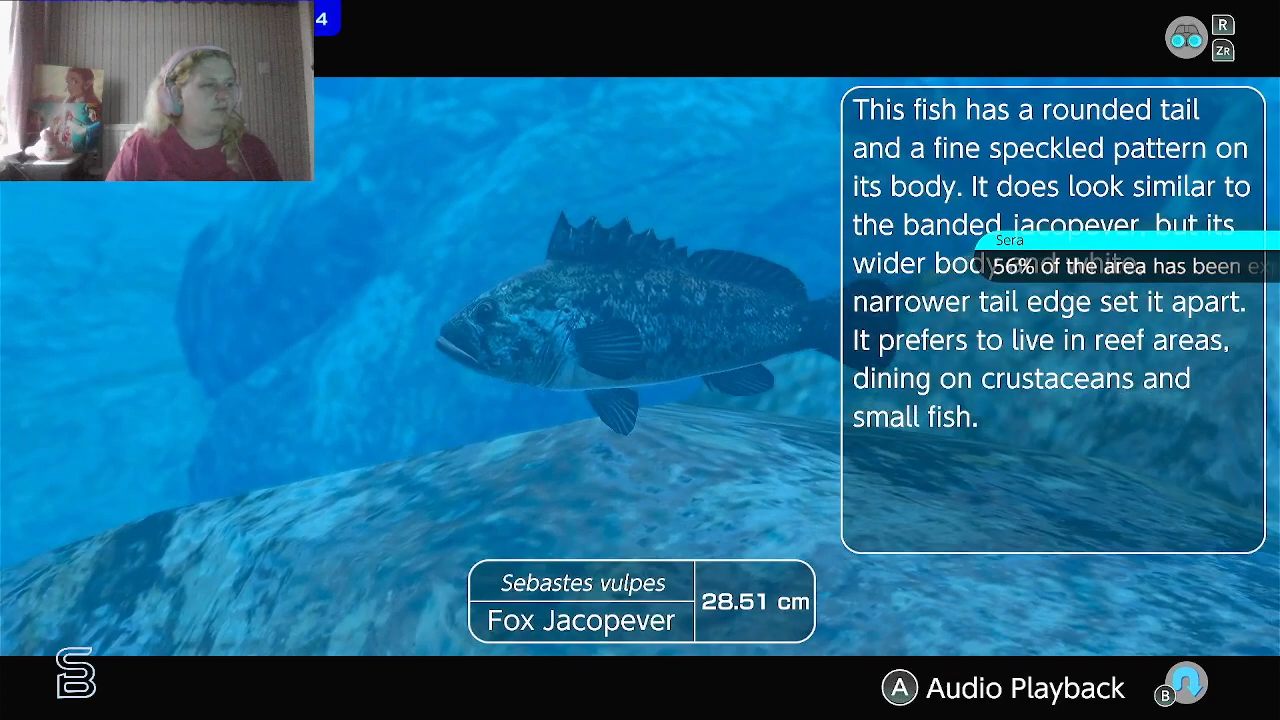 4
R
ZR
This fish has a rounded tail
and a fine speckled pattern on
its body. It does look similar to
the banded jacopever, but its
wider body and white,
narrower tail edge set it apart.
It prefers to live in reef areas,
dining on crustaceans and
small fish.
Sera
56% of the area has been ex
Sebastes vulpes
Fox Jacopever
28.51 cm
B
A Audio Playback
B